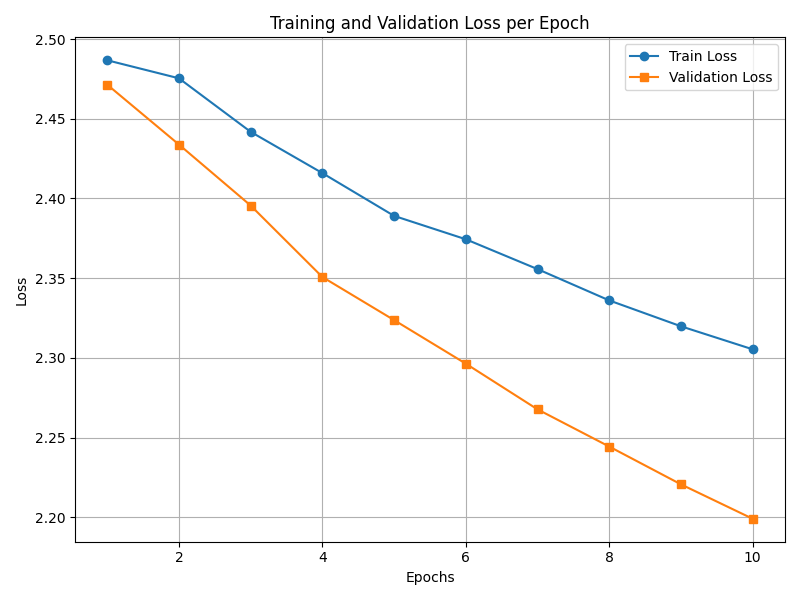 Training and Validation Loss per Epoch
Train Loss
Validation Loss
2.50
2.45
2.40
2.35
2.30
2.25
2.20
Loss
2 4 6 8 10
Epochs